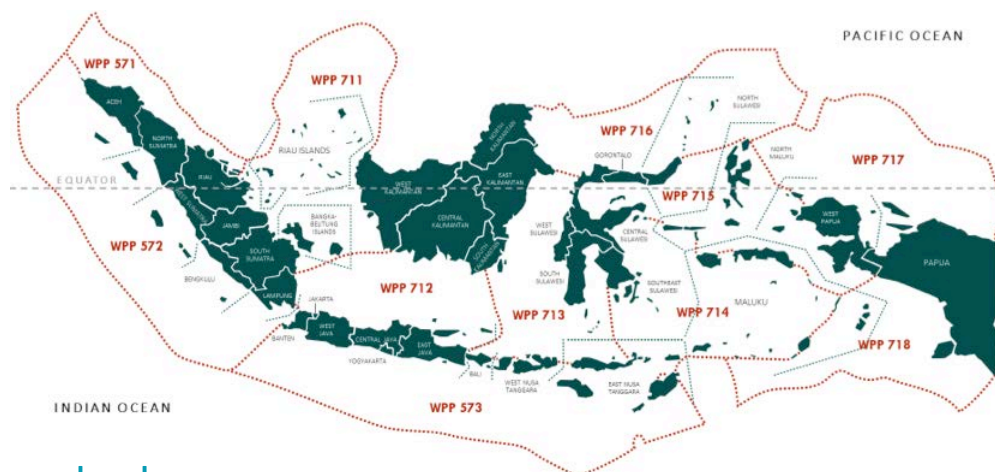 PACIFIC OCEAN
WPP 571
WPP 711
ACEH
NORTH
SUMATRA
RIAU ISLANDS
NORTH
KALIMANTAN
WPP 716
NORTH
SULAWESI
GORONTALO
NORTH
MALUKU
WPP 717
EQUATOR
RIAU
WEST SUMATRA
WEST
KALIMANTAN
EAST
KALIMANTAN
WPP 715
WPP 572
JAMBI
BANGKA-
BELITUNG
ISLANDS
CENTRAL
KALIMANTAN
WEST
SULAWESI
CENTRAL
SULAWESI
WEST
PAPUA
SOUTH
SUMATRA
SOUTH
KALIMANTAN
PAPUA
BENGKULU
LAMPUNG
WPP 712
SOUTH
SULAWESI
SOUTHEAST
SULAWESI
MALUKU
JAKARTA
WPP 713
WPP 714
BANTEN
WEST
JAVA
CENTRAL JAVA
EAST
JAVA
YOGYAKARTA
BALI
WEST NUSA
TANGGARA
EAST NUSA
TANGGARA
WPP 718
INDIAN OCEAN
WPP 573